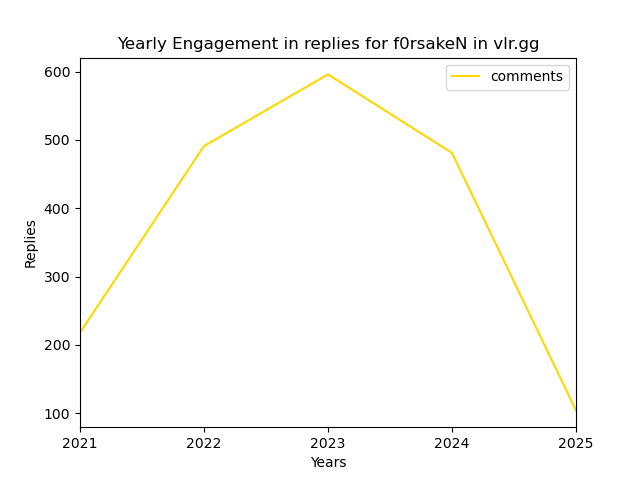 Yearly Engagement in replies for f0rsakeN in vlr.gg
comments
600
500
400
300
200
100
Replies
2021 2022 2023 2024 2025
Years